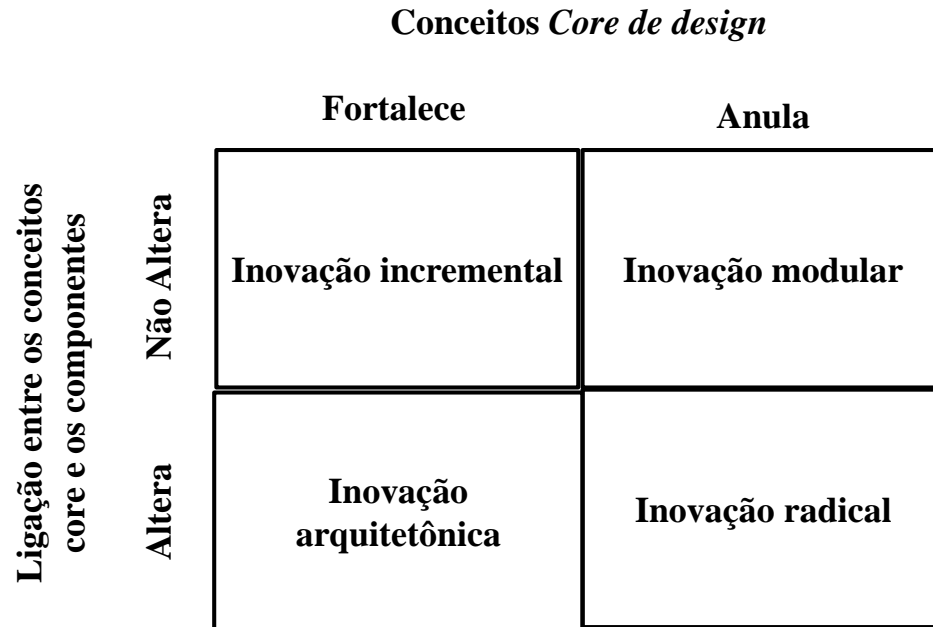 Conceitos Core de design
Fortalece
Anula
Ligação entre os conceitos
core e os componentes
Não Altera
Inovação incremental
Inovação modular
Altera
Inovação
arquitetônica
Inovação radical